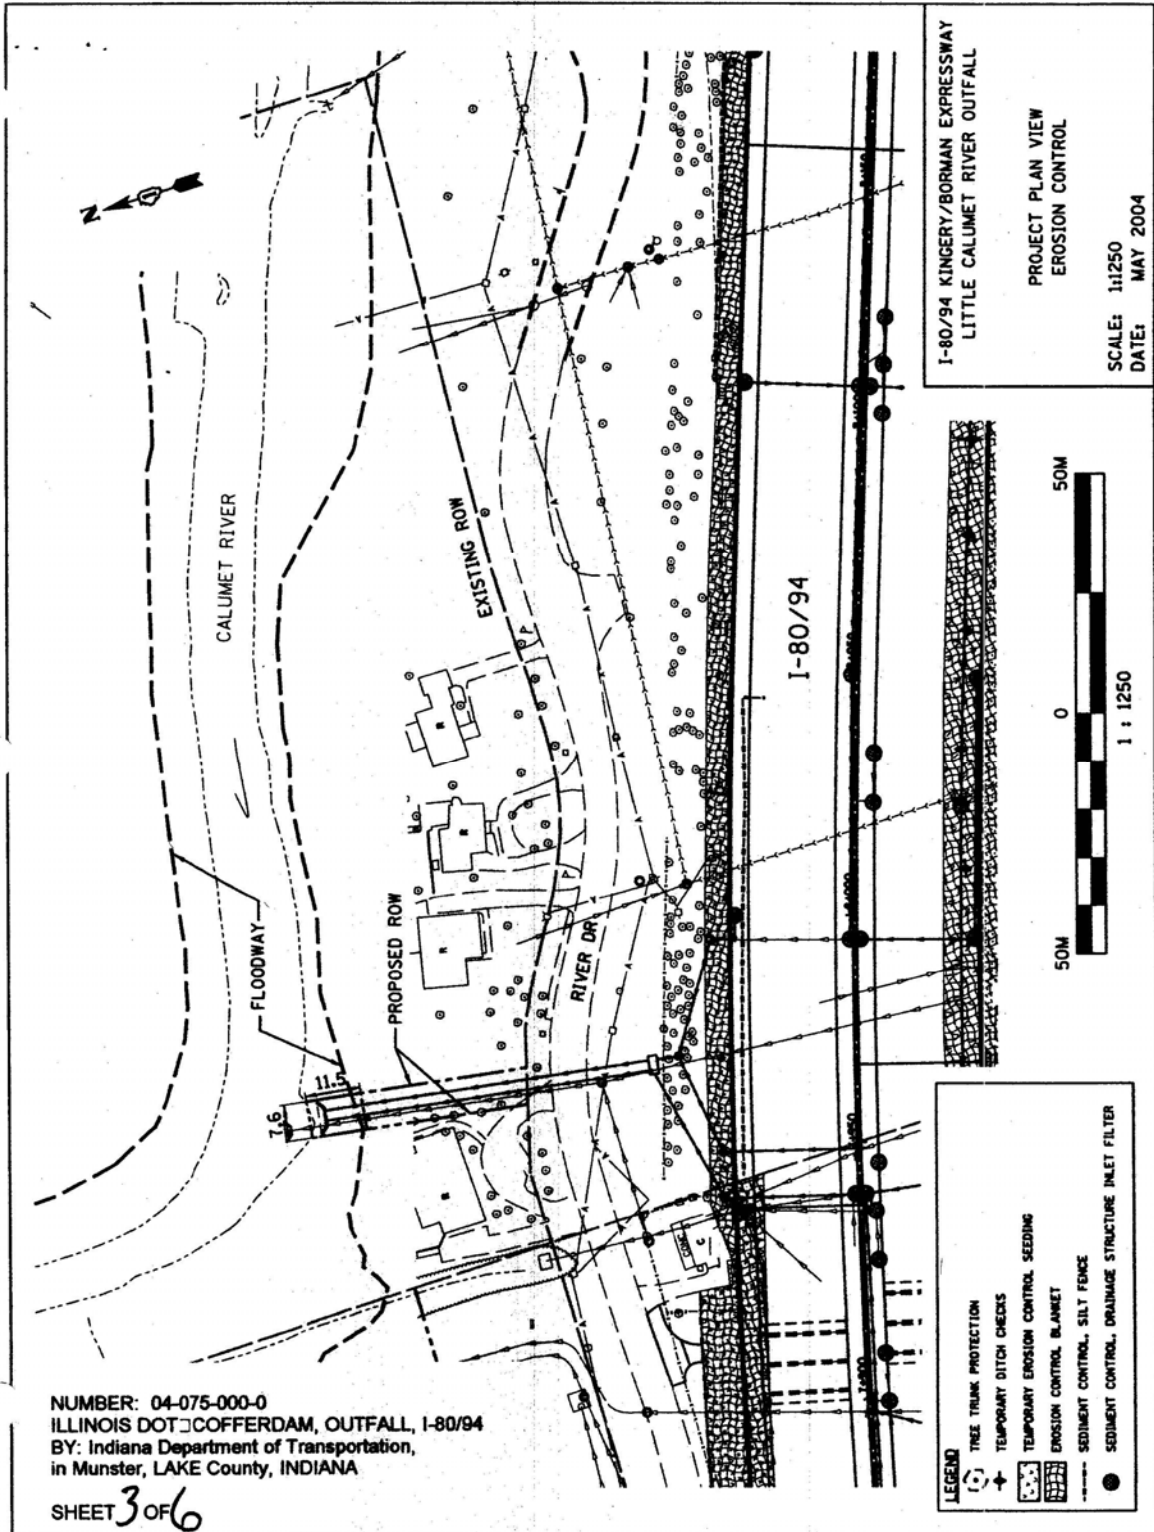 N
CALUMET RIVER
FLOODWAY
EXISTING ROW
PROPOSED ROW
RIVER DR
11.5
7.6
R
R
R
R
P
P
CONC
C
I-80/94
I-80/94 KINGERY/BORMAN EXPRESSWAY
LITTLE CALUMET RIVER OUTFALL
PROJECT PLAN VIEW
EROSION CONTROL
SCALE: 1:1250
DATE: MAY 2004
50M 0 50M
1 : 1250
LEGEND
TREE TRUNK PROTECTION
TEMPORARY DITCH CHECKS
TEMPORARY EROSION CONTROL SEEDING
EROSION CONTROL BLANKET
SEDIMENT CONTROL, SILT FENCE
SEDIMENT CONTROL, DRAINAGE STRUCTURE INLET FILTER
NUMBER: 04-075-000-0
ILLINOIS DOT COFFERDAM, OUTFALL, I-80/94
BY: Indiana Department of Transportation,
in Munster, LAKE County, INDIANA
SHEET 3 OF 6